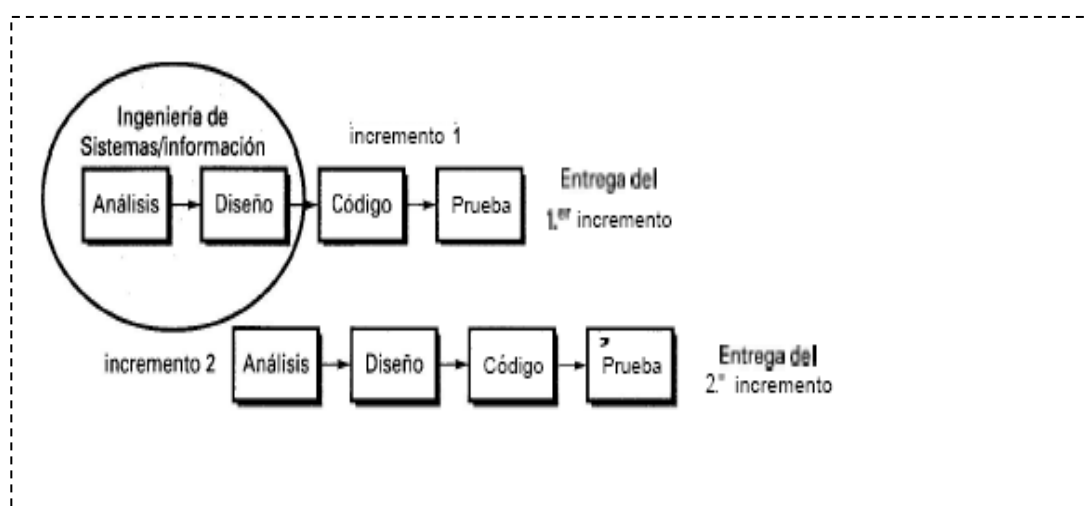 Ingeniería de
Sistemas/información
incremento 1
Análisis
Diseño
Código
Prueba
Entrega del
1.er incremento
incremento 2
Análisis
Diseño
Código
Prueba
Entrega del
2.° incremento